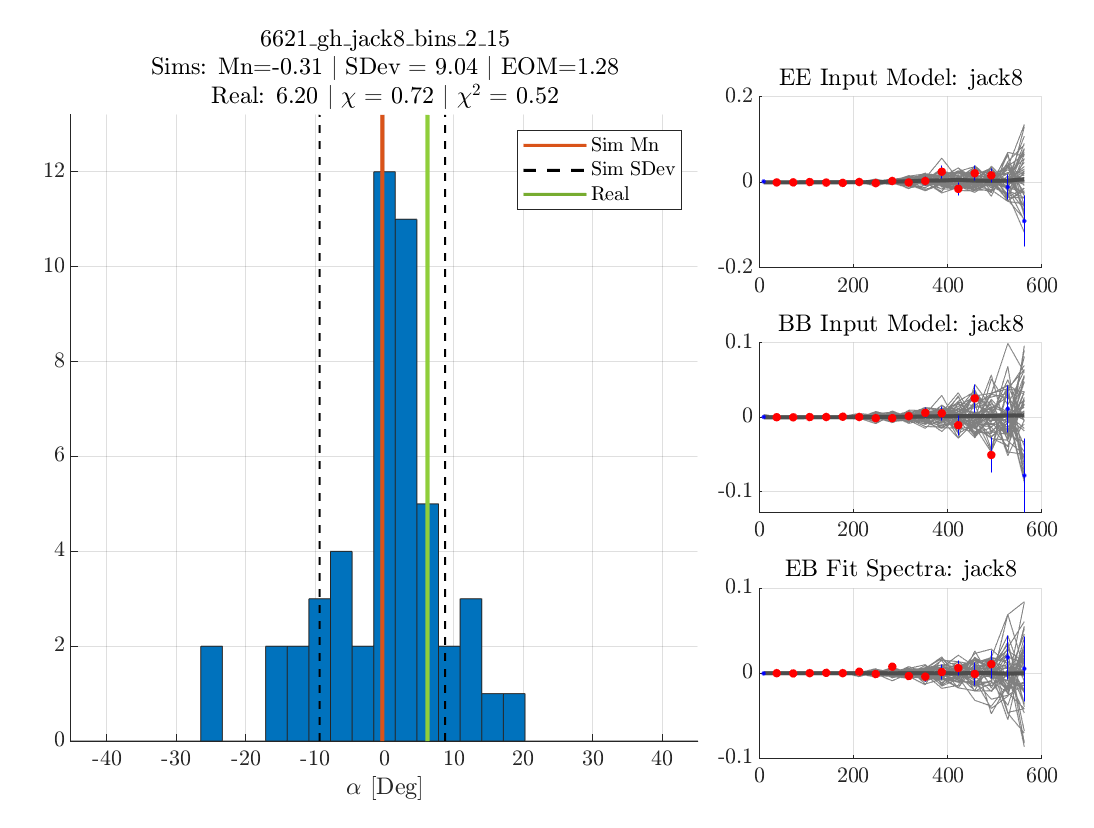 6621_gh_jack8_bins_2_15
Sims: Mn=-0.31 | SDev = 9.04 | EOM=1.28
Real: 6.20 | χ = 0.72 | χ² = 0.52
Sim Mn
Sim SDev
Real
12
10
8
6
4
2
0
-40 -30 -20 -10 0 10 20 30 40
α [Deg]
EE Input Model: jack8
0.2
0
-0.2
0 200 400 600
BB Input Model: jack8
0.1
0
-0.1
0 200 400 600
EB Fit Spectra: jack8
0.1
0
-0.1
0 200 400 600